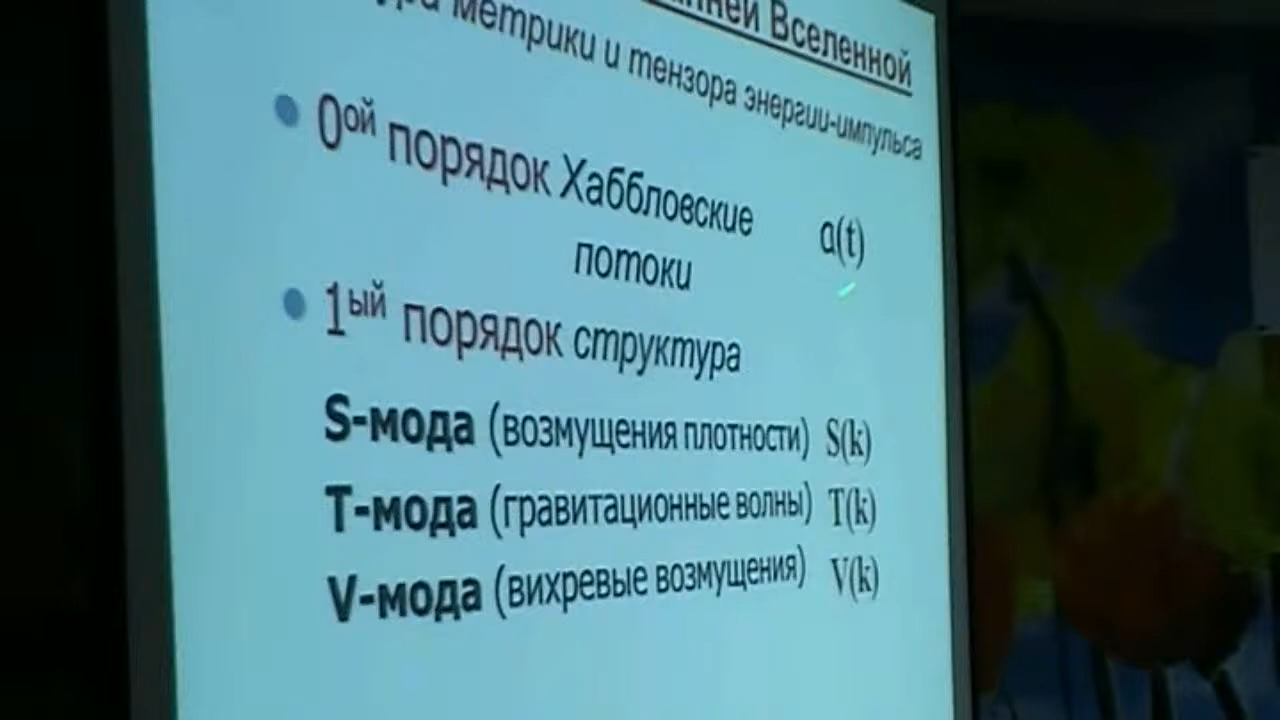 Вселенной
метрики и тензора энергии-импульса
0ой порядок Хаббловские a(t)
потоки
1ый порядок структура
S-мода (возмущения плотности) S(k)
T-мода (гравитационные волны) T(k)
V-мода (вихревые возмущения) V(k)